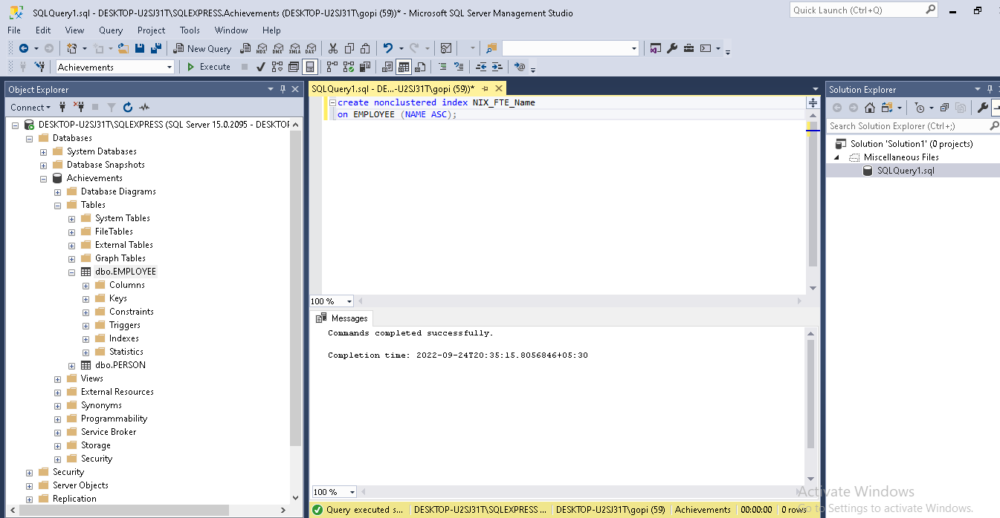 SQLQuery1.sql - DESKTOP-U2SJ31T\SQLEXPRESS.Achievements (DESKTOP-U2SJ31T\gopi (59))* - Microsoft SQL Server Management Studio
Quick Launch (Ctrl+Q)
File Edit View Query Project Tools Window Help
New Query MDX DMX XMLA DAX
Achievements Execute
Object Explorer
Connect
DESKTOP-U2SJ31T\SQLEXPRESS (SQL Server 15.0.2095 - DESKTOP
Databases
System Databases
Database Snapshots
Achievements
Database Diagrams
Tables
System Tables
FileTables
External Tables
Graph Tables
dbo.EMPLOYEE
Columns
Keys
Constraints
Triggers
Indexes
Statistics
dbo.PERSON
Views
External Resources
Synonyms
Programmability
Service Broker
Storage
Security
Security
Server Objects
Replication
SQLQuery1.sql - DE...-U2SJ31T\gopi (59))*
create nonclustered index NIX_FTE_Name
on EMPLOYEE (NAME ASC);
100 %
Messages
Commands completed successfully.
Completion time: 2022-09-24T20:35:15.8056846+05:30
100 %
Query executed s... DESKTOP-U2SJ31T\SQLEXPRESS ... DESKTOP-U2SJ31T\gopi (59) Achievements 00:00:00 0 rows
Solution Explorer
Search Solution Explorer (Ctrl+;)
Solution 'Solution1' (0 projects)
Miscellaneous Files
SQLQuery1.sql
Activate Windows
Go to Settings to activate Windows.